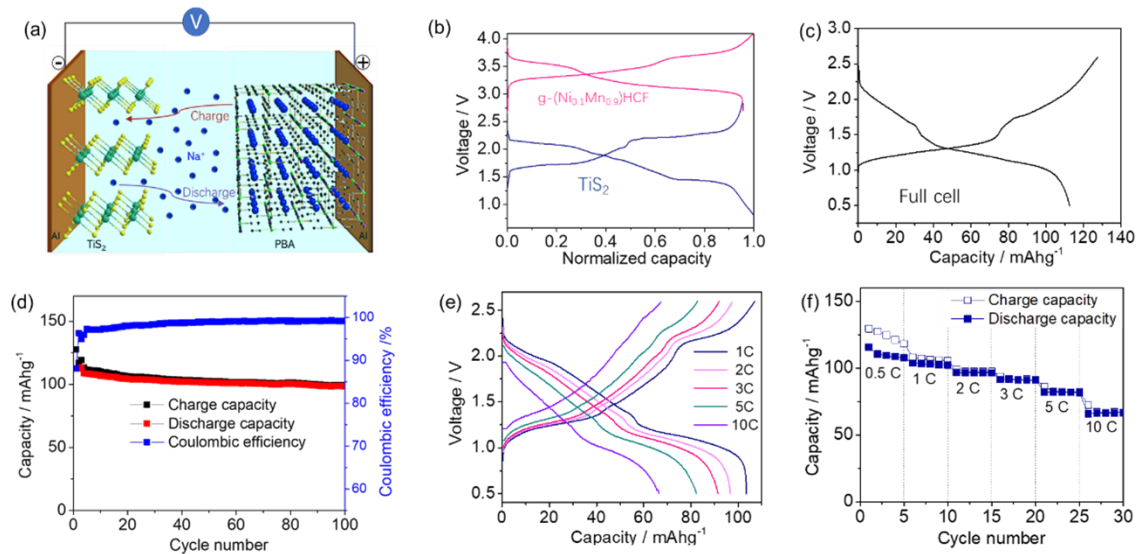 (a)
V
−
+
Charge
Na⁺
Discharge
Al
TiS₂
PBA
Al
(b)
4.0
3.5
3.0
2.5
2.0
1.5
1.0
Voltage / V
g-(Ni₀.₁Mn₀.₉)HCF
TiS₂
0.0 0.2 0.4 0.6 0.8 1.0
Normalized capacity
(c)
2.5
2.0
1.5
1.0
0.5
Voltage / V
Full cell
0 20 40 60 80 100 120 140
Capacity / mAhg⁻¹
(d)
150
100
50
0
Capacity / mAhg⁻¹
100
90
80
70
60
Coulombic efficiency /%
Charge capacity
Discharge capacity
Coulombic efficiency
0 20 40 60 80 100
Cycle number
(e)
2.5
2.0
1.5
1.0
0.5
Voltage / V
1C
2C
3C
5C
10C
0 20 40 60 80 100
Capacity / mAhg⁻¹
(f)
150
100
50
0
Capacity / mAhg⁻¹
Charge capacity
Discharge capacity
0.5 C
1 C
2 C
3 C
5 C
10 C
0 5 10 15 20 25 30
Cycle number